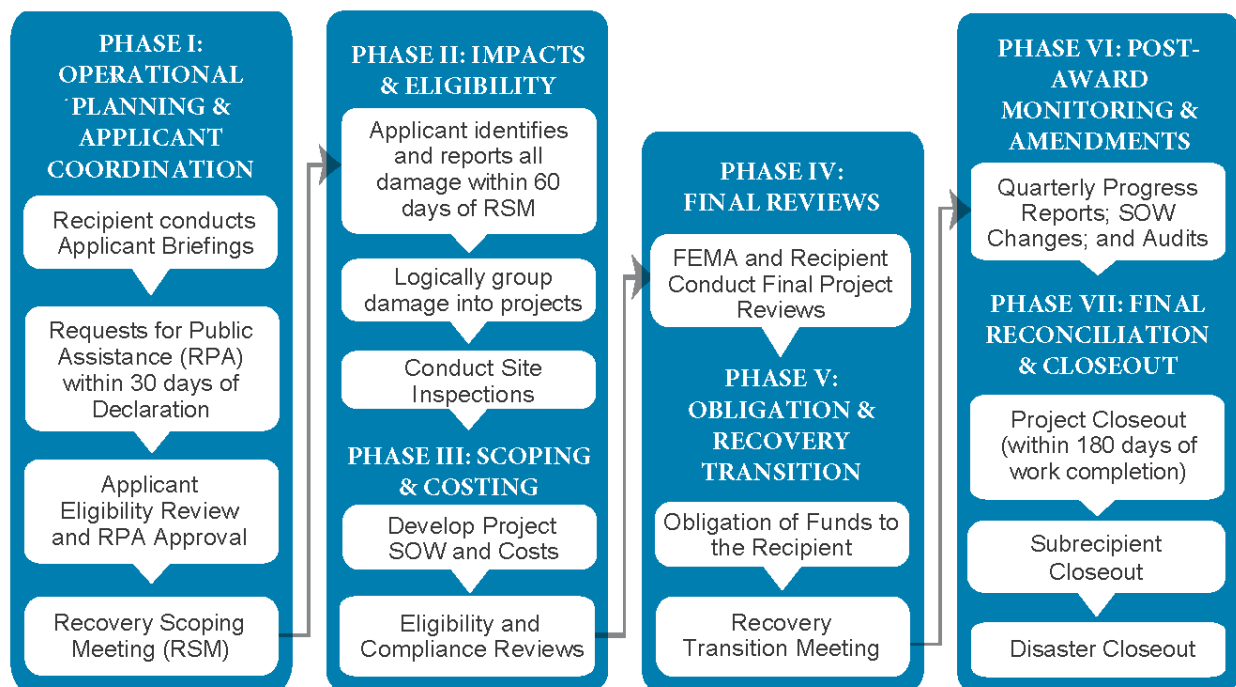 PHASE I:
OPERATIONAL
PLANNING &
APPLICANT
COORDINATION
Recipient conducts
Applicant Briefings
Requests for Public
Assistance (RPA)
within 30 days of
Declaration
Applicant
Eligibility Review
and RPA Approval
Recovery Scoping
Meeting (RSM)
PHASE II: IMPACTS
& ELIGIBILITY
Applicant identifies
and reports all
damage within 60
days of RSM
Logically group
damage into projects
Conduct Site
Inspections
PHASE III: SCOPING
& COSTING
Develop Project
SOW and Costs
Eligibility and
Compliance Reviews
PHASE IV:
FINAL REVIEWS
FEMA and Recipient
Conduct Final Project
Reviews
PHASE V:
OBLIGATION &
RECOVERY
TRANSITION
Obligation of Funds to
the Recipient
Recovery
Transition Meeting
PHASE VI: POST-
AWARD
MONITORING &
AMENDMENTS
Quarterly Progress
Reports; SOW
Changes; and Audits
PHASE VII: FINAL
RECONCILIATION
& CLOSEOUT
Project Closeout
(within 180 days of
work completion)
Subrecipient
Closeout
Disaster Closeout